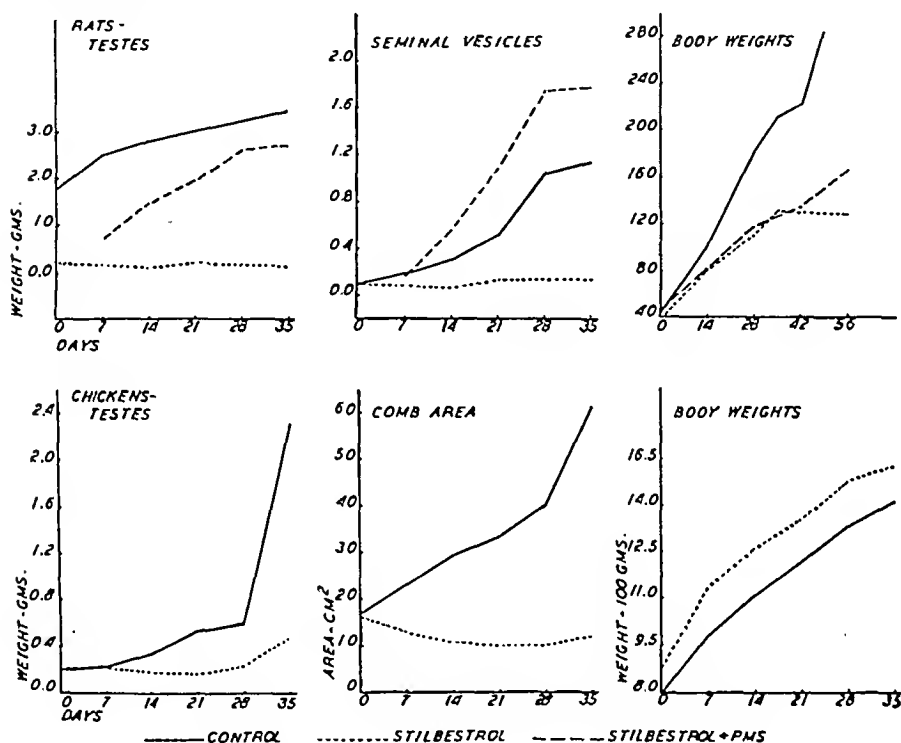 RATS-
TESTES
3.0
2.0
1.0
0.0
WEIGHT-GMS.
0 7 14 21 28 35
DAYS
SEMINAL VESICLES
2.0
1.6
1.2
0.8
0.4
0.0
0 7 14 21 28 35
BODY WEIGHTS
280
240
200
160
120
80
40
0 14 28 42 56
CHICKENS-
TESTES
2.4
2.0
1.6
1.2
0.8
0.4
0.0
WEIGHT-GMS.
0 7 14 21 28 35
DAYS
COMB AREA
60
50
40
30
20
10
0
AREA-CM²
0 7 14 21 28 35
BODY WEIGHTS
16.5
14.0
12.5
11.0
9.5
8.0
WEIGHT-100 GMS.
0 7 14 21 28 35
CONTROL STILBESTROL STILBESTROL+PMS